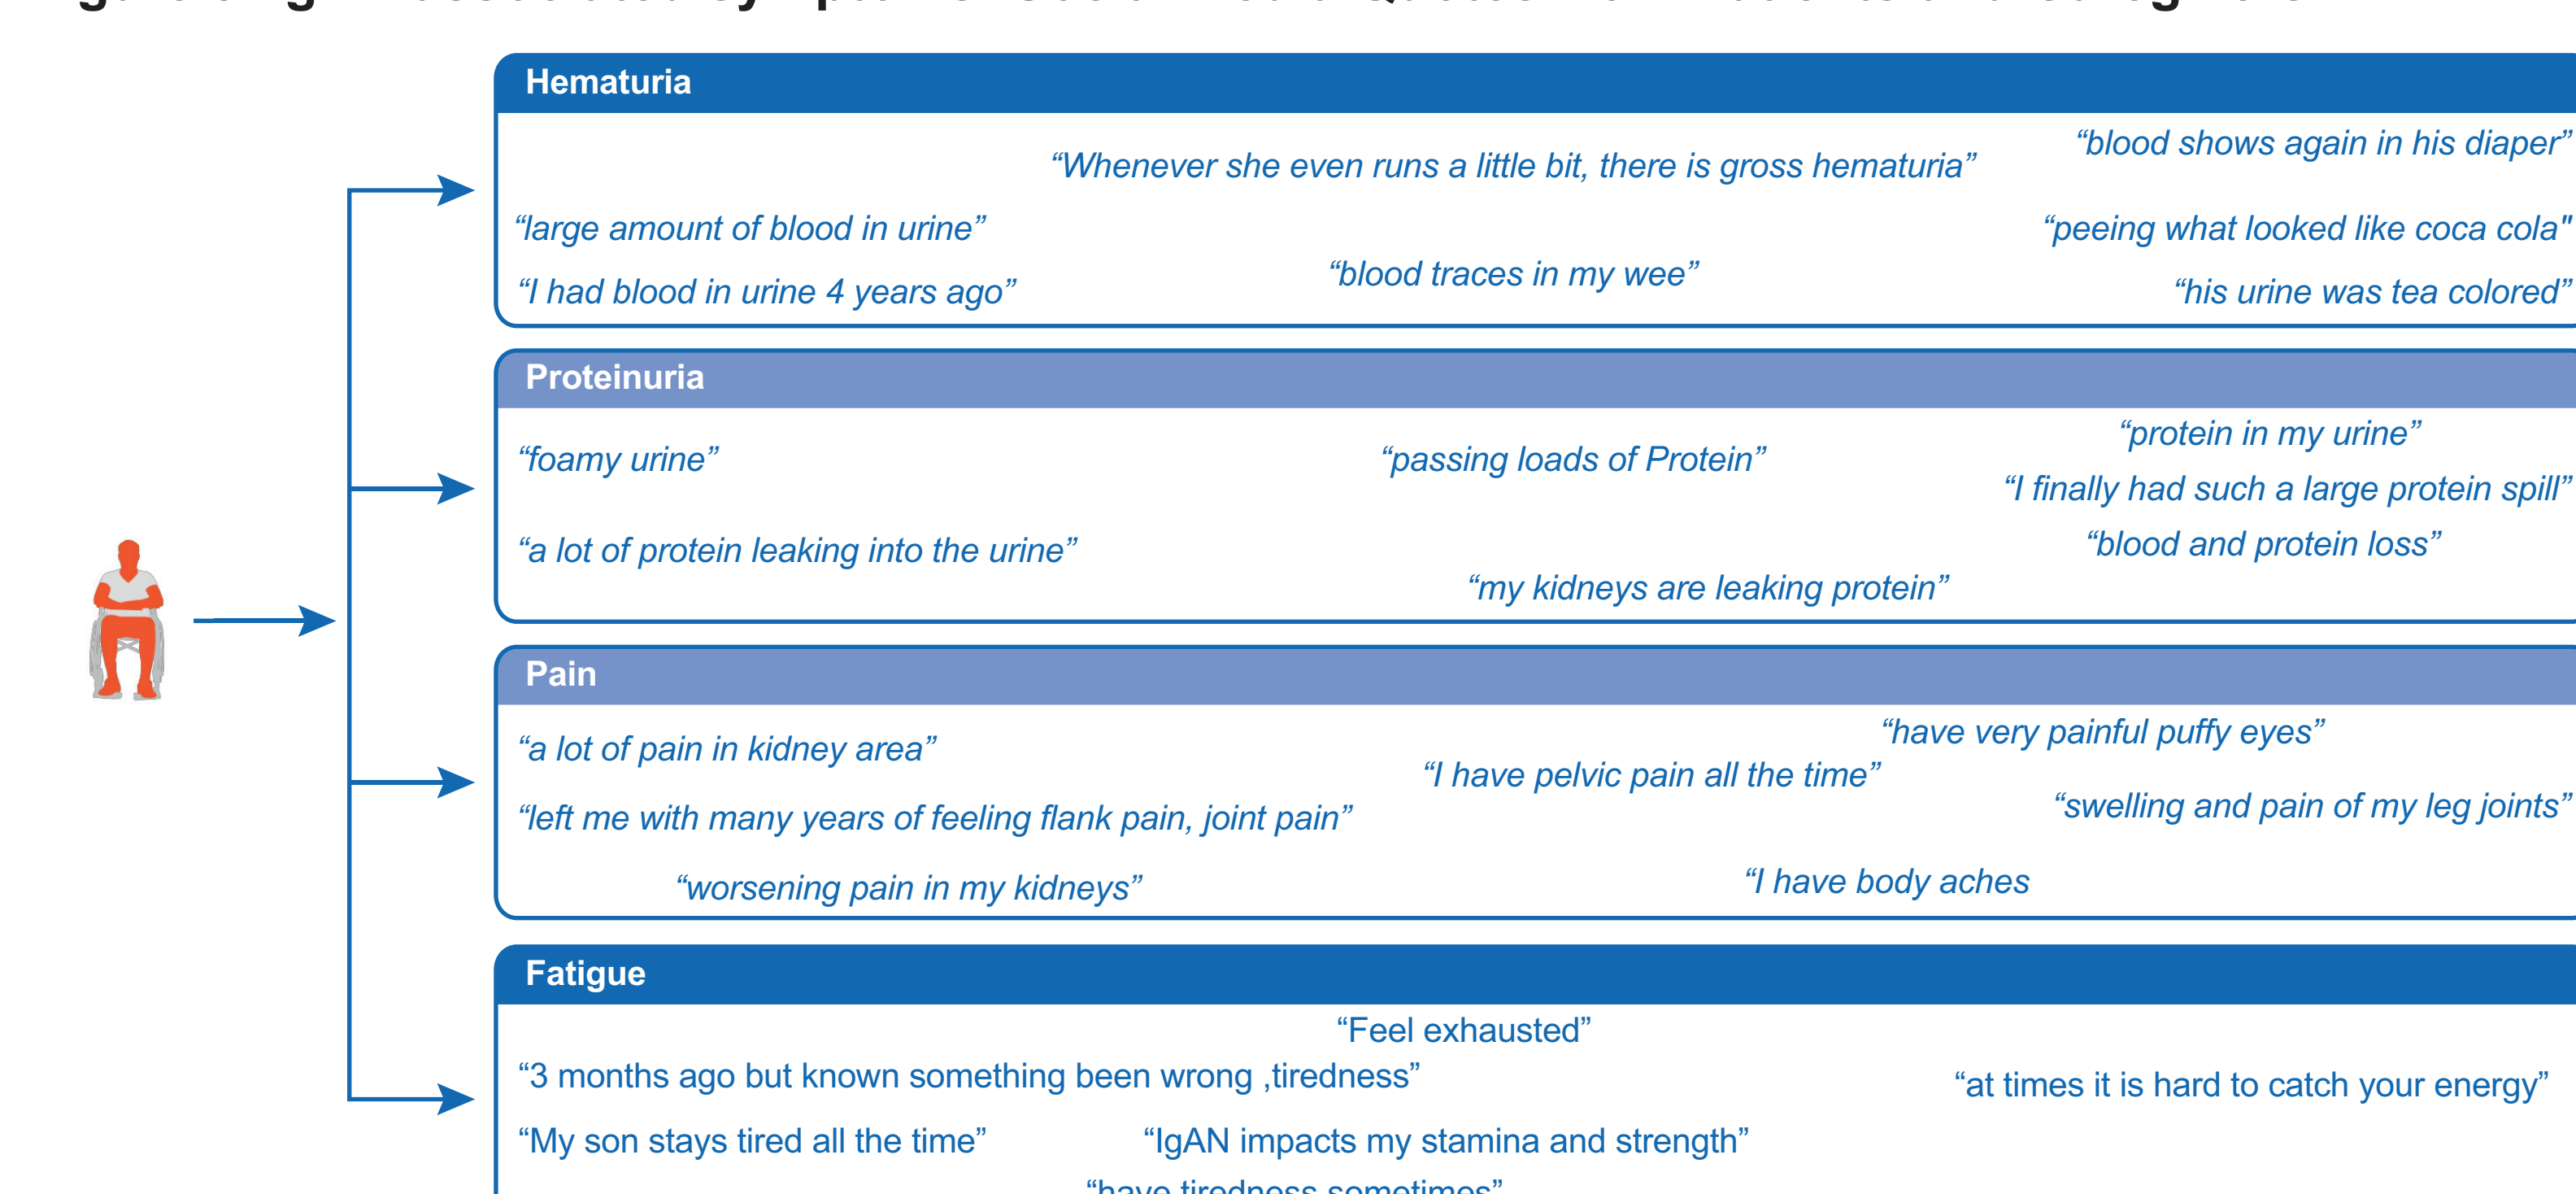 Hematuria
“blood shows again in his diaper”
“Whenever she even runs a little bit, there is gross hematuria”
“large amount of blood in urine”
“peeing what looked like coca cola"
“blood traces in my wee”
“I had blood in urine 4 years ago”
“his urine was tea colored”
Proteinuria
“protein in my urine”
“foamy urine”
“passing loads of Protein”
“I finally had such a large protein spill”
“a lot of protein leaking into the urine”
“blood and protein loss”
“my kidneys are leaking protein”
Pain
“have very painful puffy eyes”
“a lot of pain in kidney area”
“I have pelvic pain all the time”
“swelling and pain of my leg joints”
“left me with many years of feeling flank pain, joint pain”
“worsening pain in my kidneys”
“I have body aches
Fatigue
“Feel exhausted”
“3 months ago but known something been wrong ,tiredness”
“at times it is hard to catch your energy”
“My son stays tired all the time”
“IgAN impacts my stamina and strength”
“have tiredness sometimes”